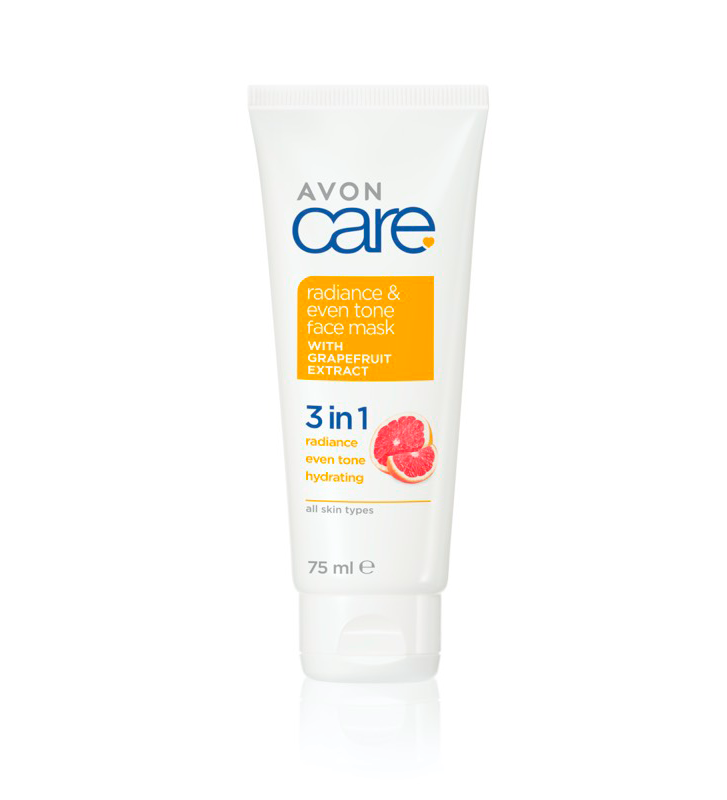 AVON
care
radiance &
even tone
face mask
WITH
GRAPEFRUIT
EXTRACT
3 in 1
radiance
even tone
hydrating
all skin types
75 ml ℮